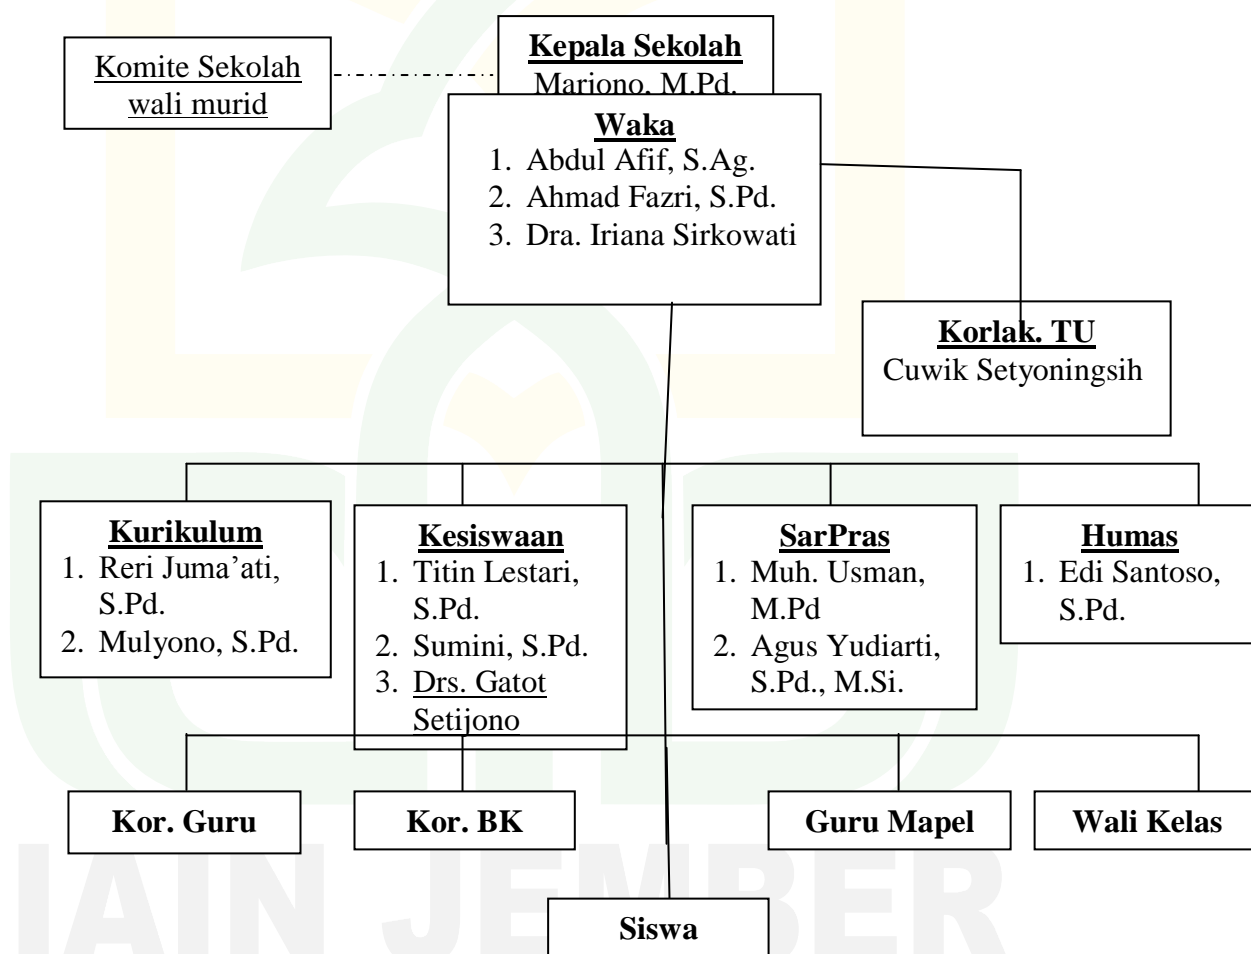 Komite Sekolah
wali murid
Kepala Sekolah
Mariono, M.Pd.
Waka
1. Abdul Afif, S.Ag.
2. Ahmad Fazri, S.Pd.
3. Dra. Iriana Sirkowati
Korlak. TU
Cuwik Setyoningsih
Kurikulum
1. Reri Juma’ati,
S.Pd.
2. Mulyono, S.Pd.
Kesiswaan
1. Titin Lestari,
S.Pd.
2. Sumini, S.Pd.
3. Drs. Gatot
Setijono
SarPras
1. Muh. Usman,
M.Pd
2. Agus Yudiarti,
S.Pd., M.Si.
Humas
1. Edi Santoso,
S.Pd.
Kor. Guru
Kor. BK
Guru Mapel
Wali Kelas
Siswa
IAIN JEMBER